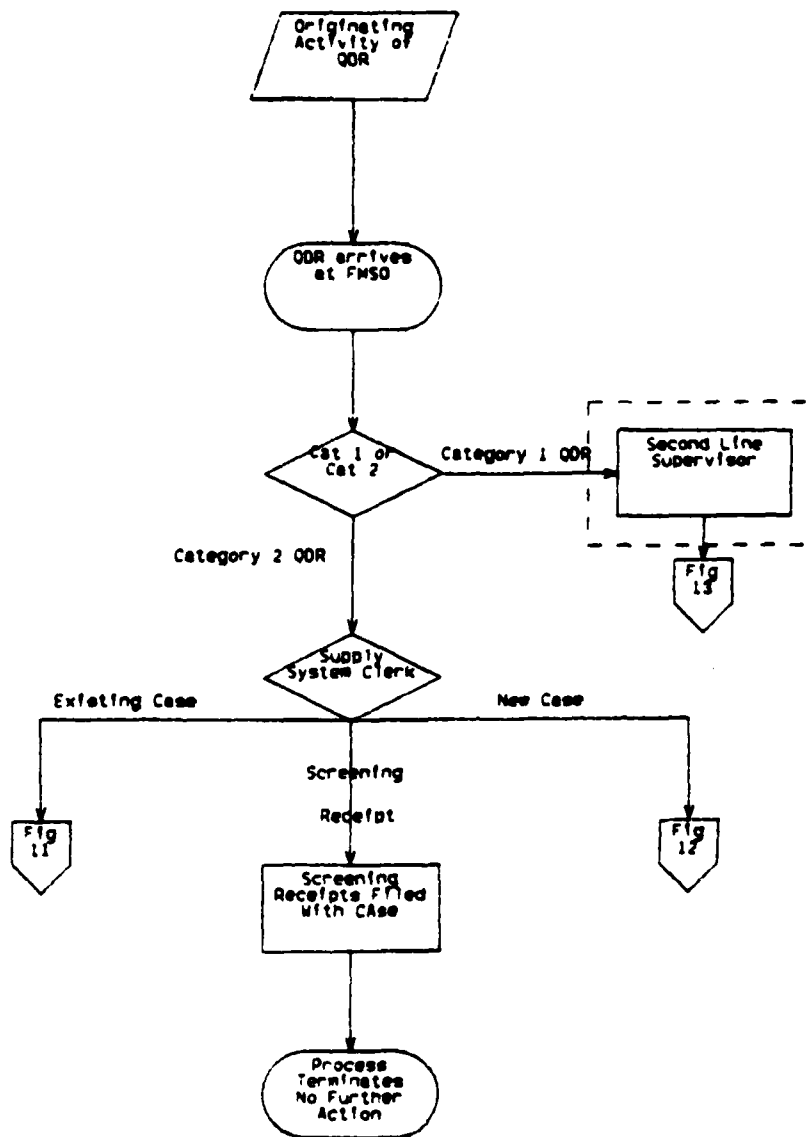 Originating
Activity of
QDR
QDR arrives
at FMSO
Cat 1 or
Cat 2
Category 1 QDR
Second Line
Supervisor
Category 2 QDR
Fig
13
Supply
System Clerk
Existing Case
New Case
Screening
Receipt
Fig
11
Fig
12
Screening
Receipts Filed
With CAse
Process
Terminates
No Further
Action